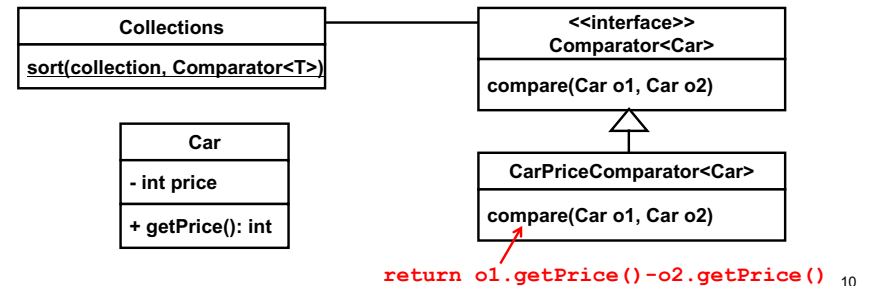 Collections
sort(collection, Comparator<T>)
<<interface>>
Comparator<Car>
compare(Car o1, Car o2)
Car
- int price
+ getPrice(): int
CarPriceComparator<Car>
compare(Car o1, Car o2)
return o1.getPrice()-o2.getPrice()
10